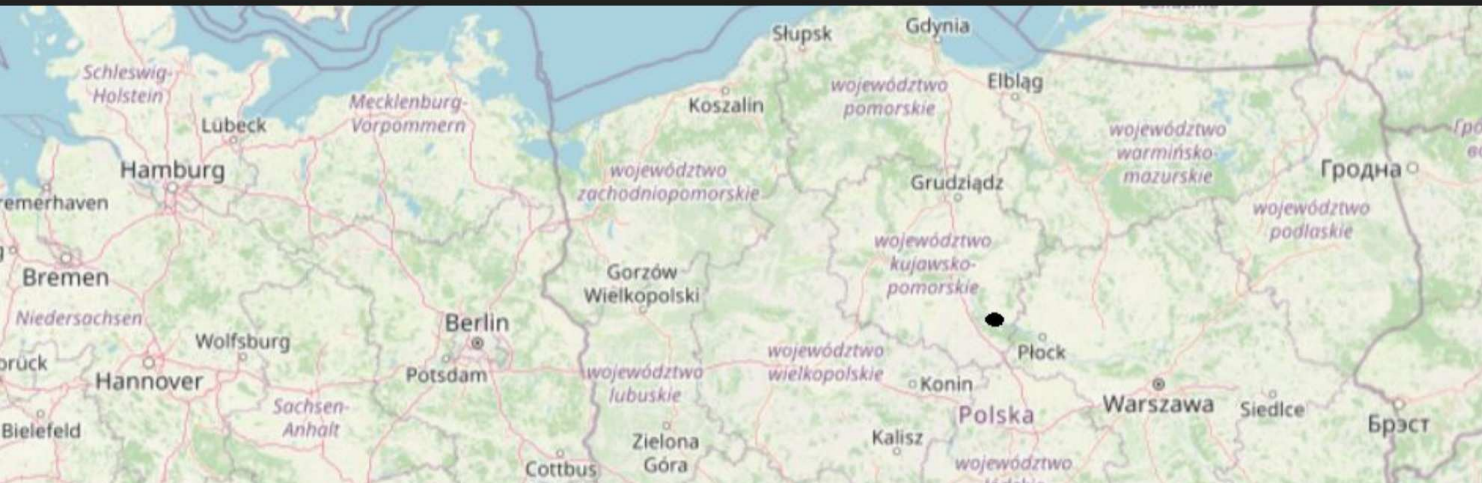 Słupsk
Gdynia
Schleswig-
Holstein
Mecklenburg-
Vorpommern
Koszalin
województwo
pomorskie
Elbląg
Lübeck
województwo
warmińsko-
mazurskie
Hamburg
województwo
zachodniopomorskie
Grudziądz
Гродна
remerhaven
województwo
podlaskie
Bremen
województwo
kujawsko-
pomorskie
Gorzów
Wielkopolski
Niedersachsen
Wolfsburg
Berlin
Płock
Hannover
Potsdam
województwo
lubuskie
województwo
wielkopolskie
Konin
Warszawa
Siedlce
Sachsen-
Anhalt
Polska
Брэст
Bielefeld
Zielona
Góra
Kalisz
Cottbus
województwo